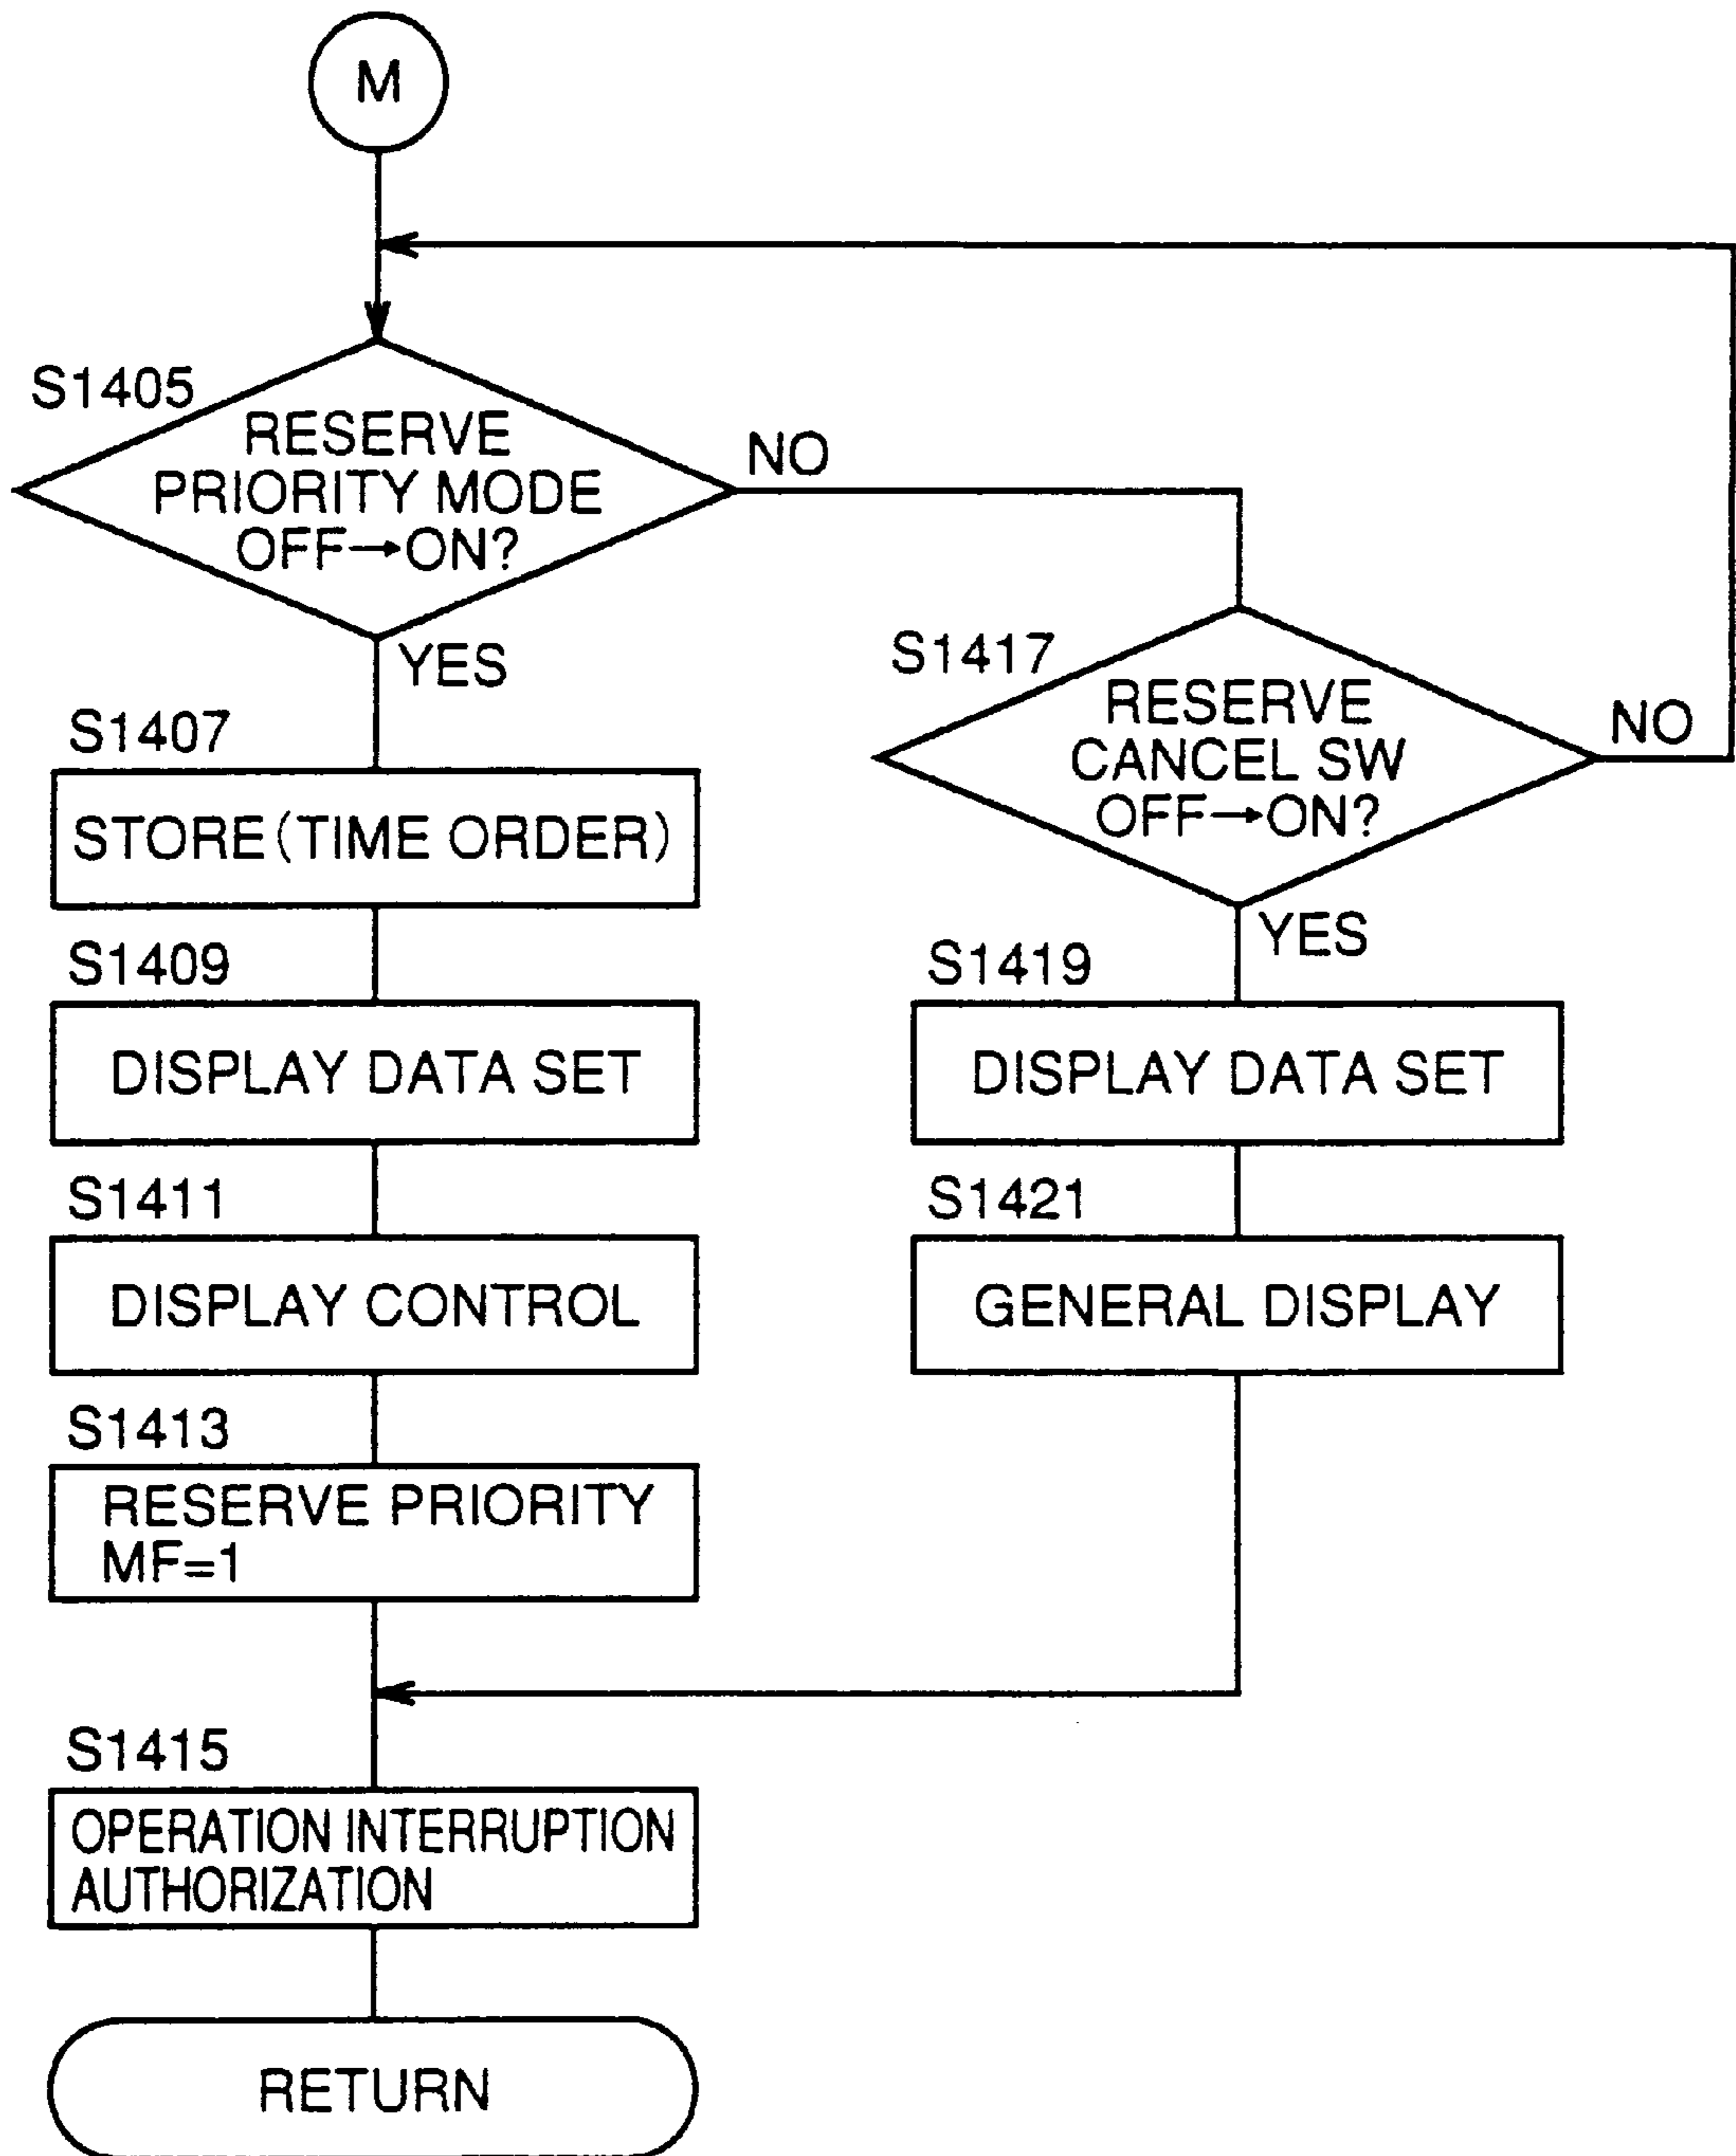 M
S1405
RESERVE
PRIORITY MODE
OFF→ON?
NO
YES
S1407
STORE(TIME ORDER)
S1409
DISPLAY DATA SET
S1411
DISPLAY CONTROL
S1413
RESERVE PRIORITY
MF=1
S1417
RESERVE
CANCEL SW
OFF→ON?
NO
YES
S1419
DISPLAY DATA SET
S1421
GENERAL DISPLAY
S1415
OPERATION INTERRUPTION
AUTHORIZATION
RETURN